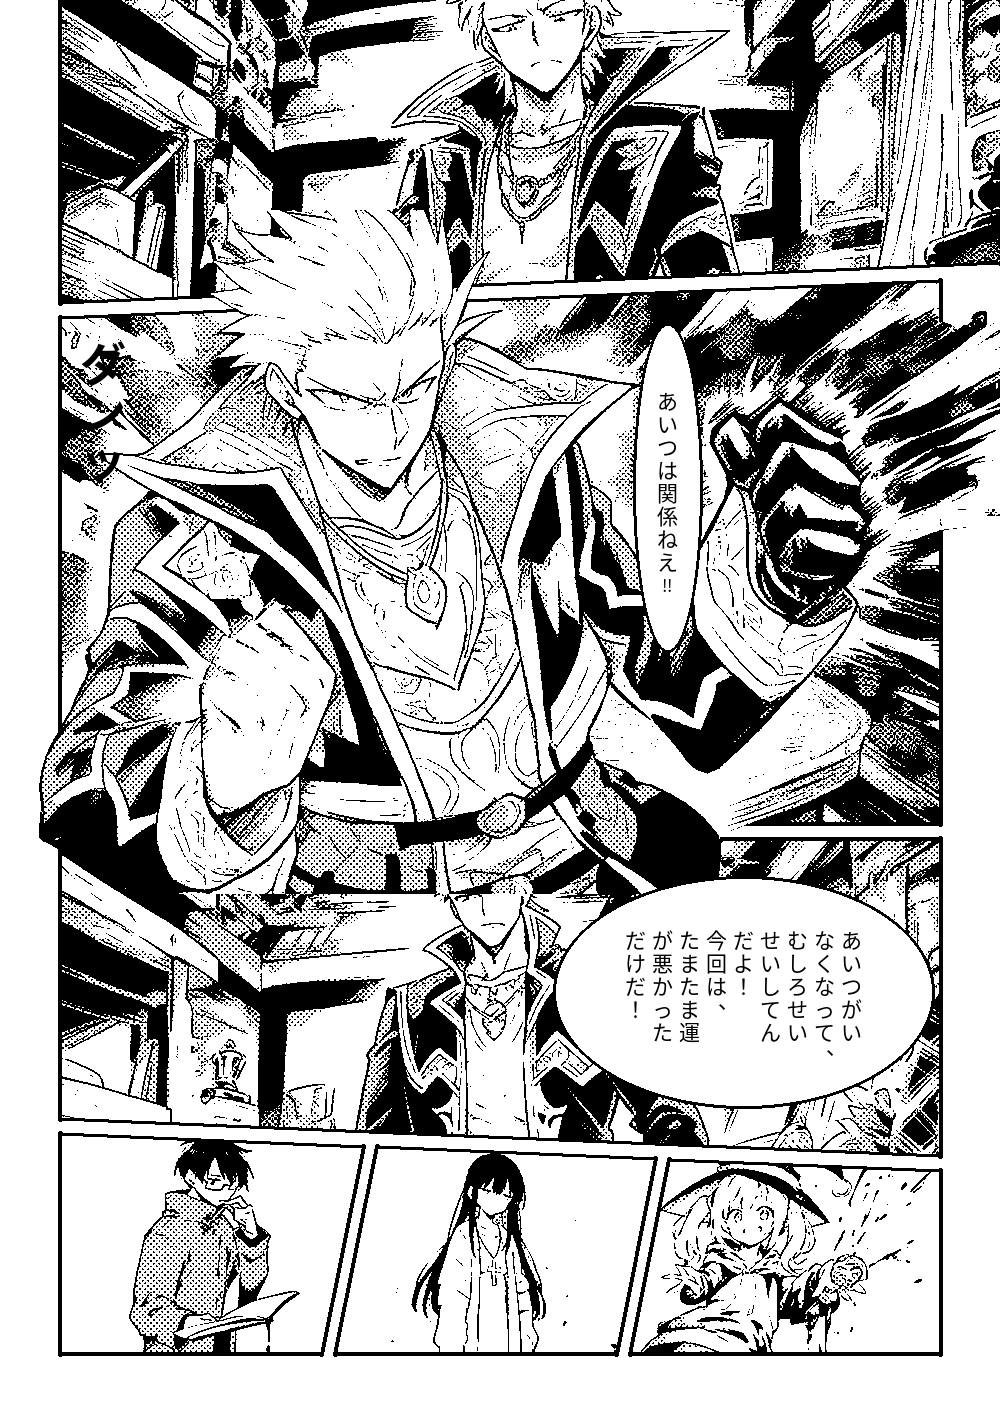 あいつは関係ねえ!!
ダンッ
あいつがい
なくなって、
むしろせい
せいしてん
だよ！
今回は、
たまたま運
が悪かった
だけだ！